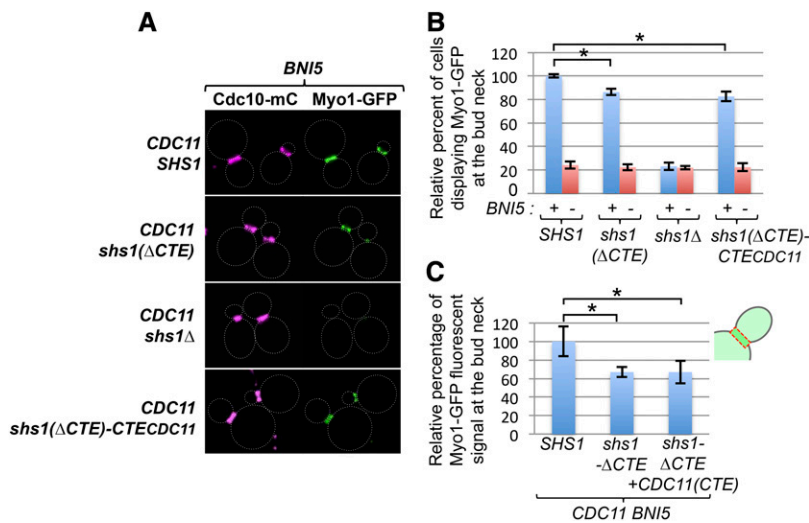 A
BNI5
Cdc10-mC Myo1-GFP
CDC11
SHS1
CDC11
shs1(ΔCTE)
CDC11
shs1Δ
CDC11
shs1(ΔCTE)-CTECDC11
B
Relative percent of cells
displaying Myo1-GFP
at the bud neck
120
100
80
60
40
20
0
* *
BNI5 : + - + - + - + -
SHS1 shs1 shs1Δ shs1(ΔCTE)-
(ΔCTE) CTECDC11
C
Relative percentage of
Myo1-GFP fluorescent
signal at the bud neck
120
100
80
60
40
20
0
* *
SHS1 shs1 shs1-
-ΔCTE ΔCTE
+CDC11(CTE)
CDC11 BNI5